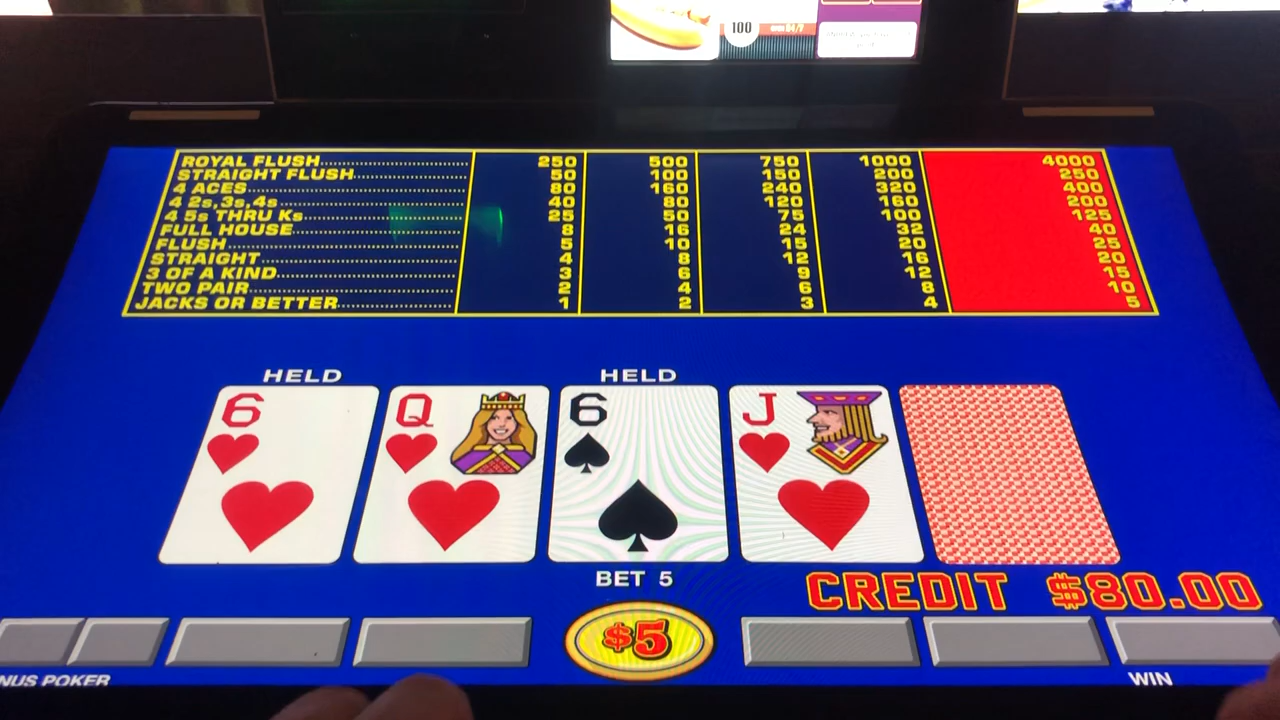 100 WIN 24/7
ROYAL FLUSH 250 500 750 1000 4000
STRAIGHT FLUSH 50 100 150 200 250
4 ACES 80 160 240 320 400
4 2s,3s,4s 40 80 120 160 200
4 5s THRU Ks 25 50 75 100 125
FULL HOUSE 8 16 24 32 40
FLUSH 5 10 15 20 25
STRAIGHT 4 8 12 16 20
3 OF A KIND 3 6 9 12 15
TWO PAIR 2 4 6 8 10
JACKS OR BETTER 1 2 3 4 5
HELD HELD
6 Q 6 J
BET 5
CREDIT $80.00
$5
NUS POKER WIN